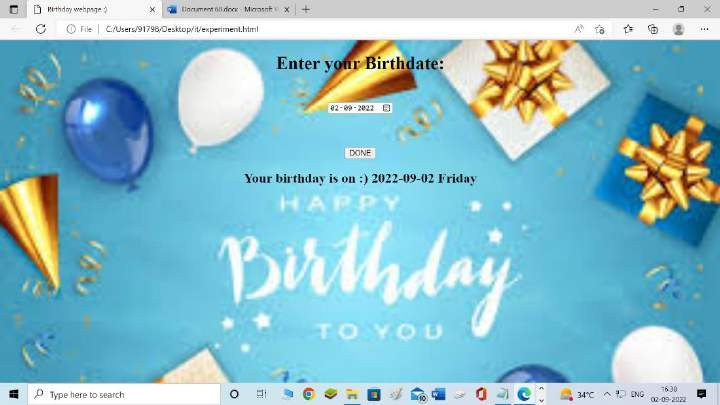 Birthday webpage :)
Document 60.docx - Microsoft
File
C:/Users/91798/Desktop/it/experiment.html
Enter your Birthdate:
02-09-2022
DONE
Your birthday is on :) 2022-09-02 Friday
HAPPY
Birthday
TO YOU
Type here to search
10
34°C
ENG
16:30
02-09-2022